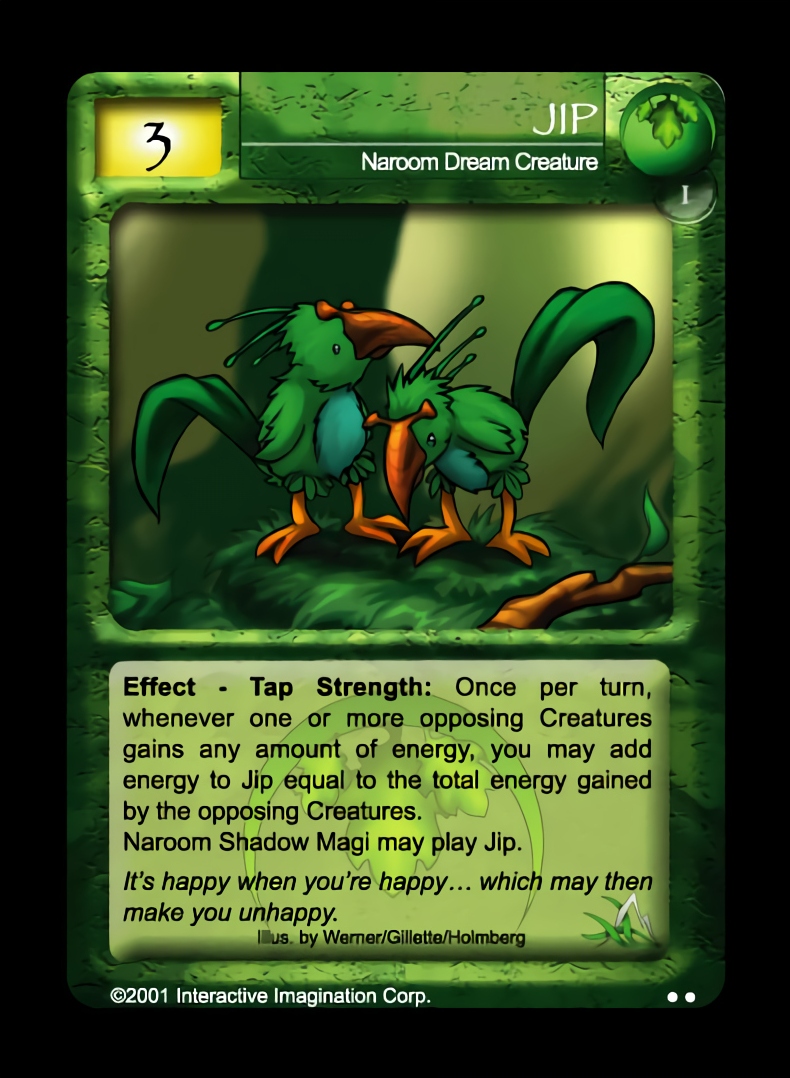 3
JIP
Naroom Dream Creature
I
Effect - Tap Strength: Once per turn,
whenever one or more opposing Creatures
gains any amount of energy, you may add
energy to Jip equal to the total energy gained
by the opposing Creatures.
Naroom Shadow Magi may play Jip.
It's happy when you're happy… which may then
make you unhappy.
Illus. by Werner/Gillette/Holmberg
©2001 Interactive Imagination Corp.